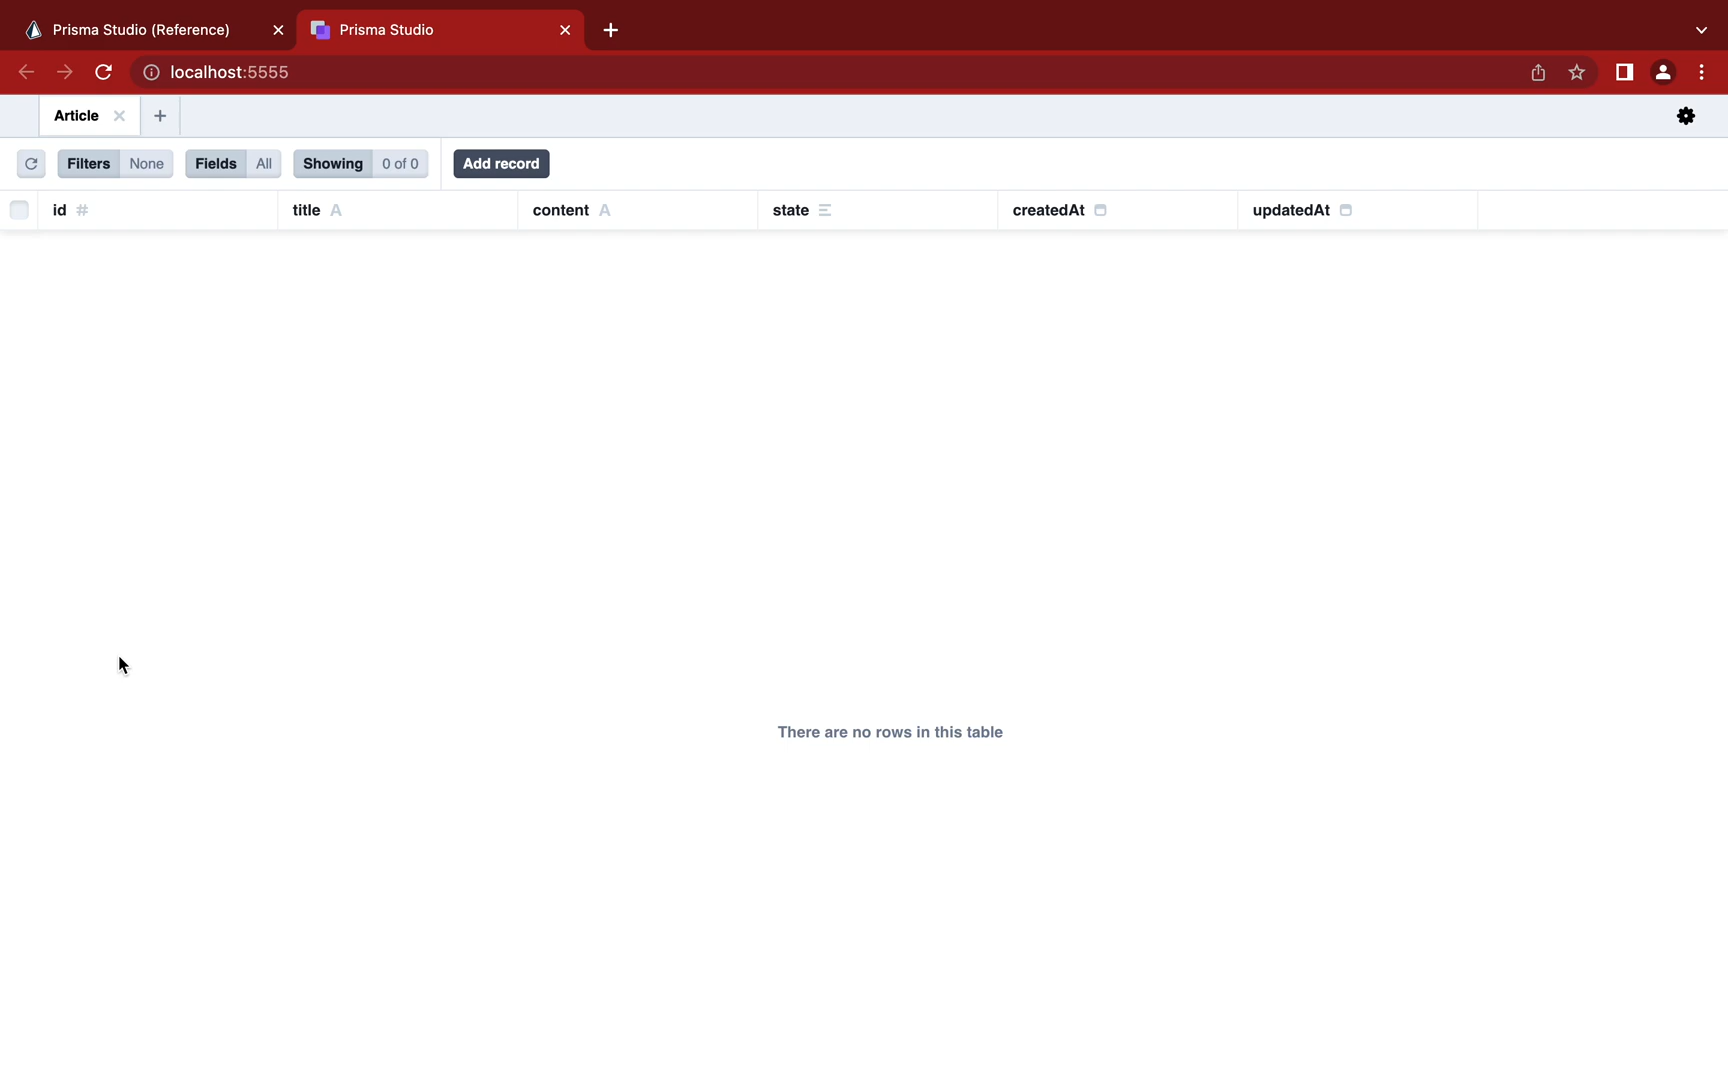 Prisma Studio (Reference) Prisma Studio
localhost:5555
Article
Filters None Fields All Showing 0 of 0 Add record
id # title A content A state createdAt updatedAt
There are no rows in this table